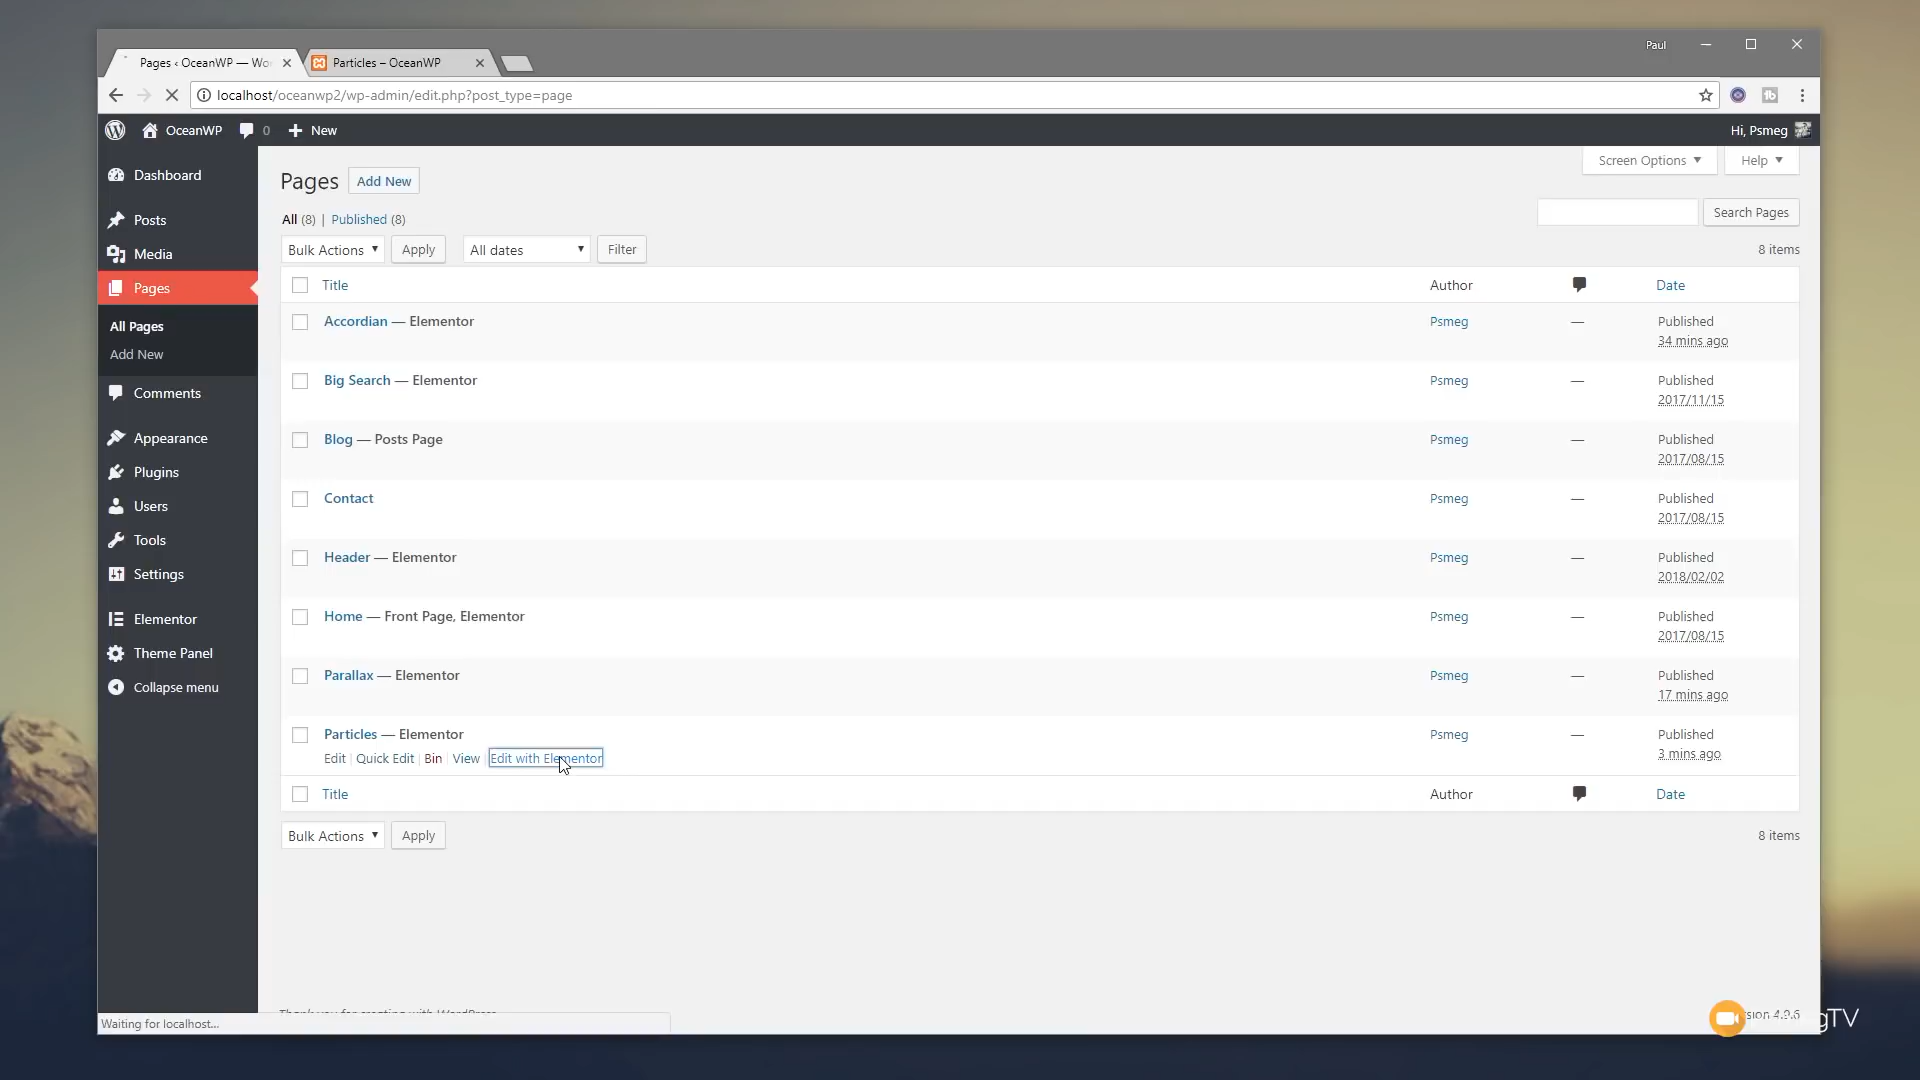 Paul
Pages ‹ OceanWP — Wo
Particles – OceanWP
localhost/oceanwp2/wp-admin/edit.php?post_type=page
OceanWP
0
New
Hi, Psmeg
Dashboard
Posts
Media
Pages
All Pages
Add New
Comments
Appearance
Plugins
Users
Tools
Settings
Elementor
Theme Panel
Collapse menu
Screen Options
Help
Pages
Add New
All (8) | Published (8)
Search Pages
Bulk Actions
Apply
All dates
Filter
8 items
Title
Author
Date
Accordian — Elementor
Psmeg
—
Published
34 mins ago
Big Search — Elementor
Psmeg
—
Published
2017/11/15
Blog — Posts Page
Psmeg
—
Published
2017/08/15
Contact
Psmeg
—
Published
2017/08/15
Header — Elementor
Psmeg
—
Published
2018/02/02
Home — Front Page, Elementor
Psmeg
—
Published
2017/08/15
Parallax — Elementor
Psmeg
—
Published
17 mins ago
Particles — Elementor
Psmeg
—
Published
3 mins ago
Edit | Quick Edit | Bin | View | Edit with Elementor
Title
Author
Date
Bulk Actions
Apply
8 items
Thank you for creating with WordPress
Waiting for localhost...
TV